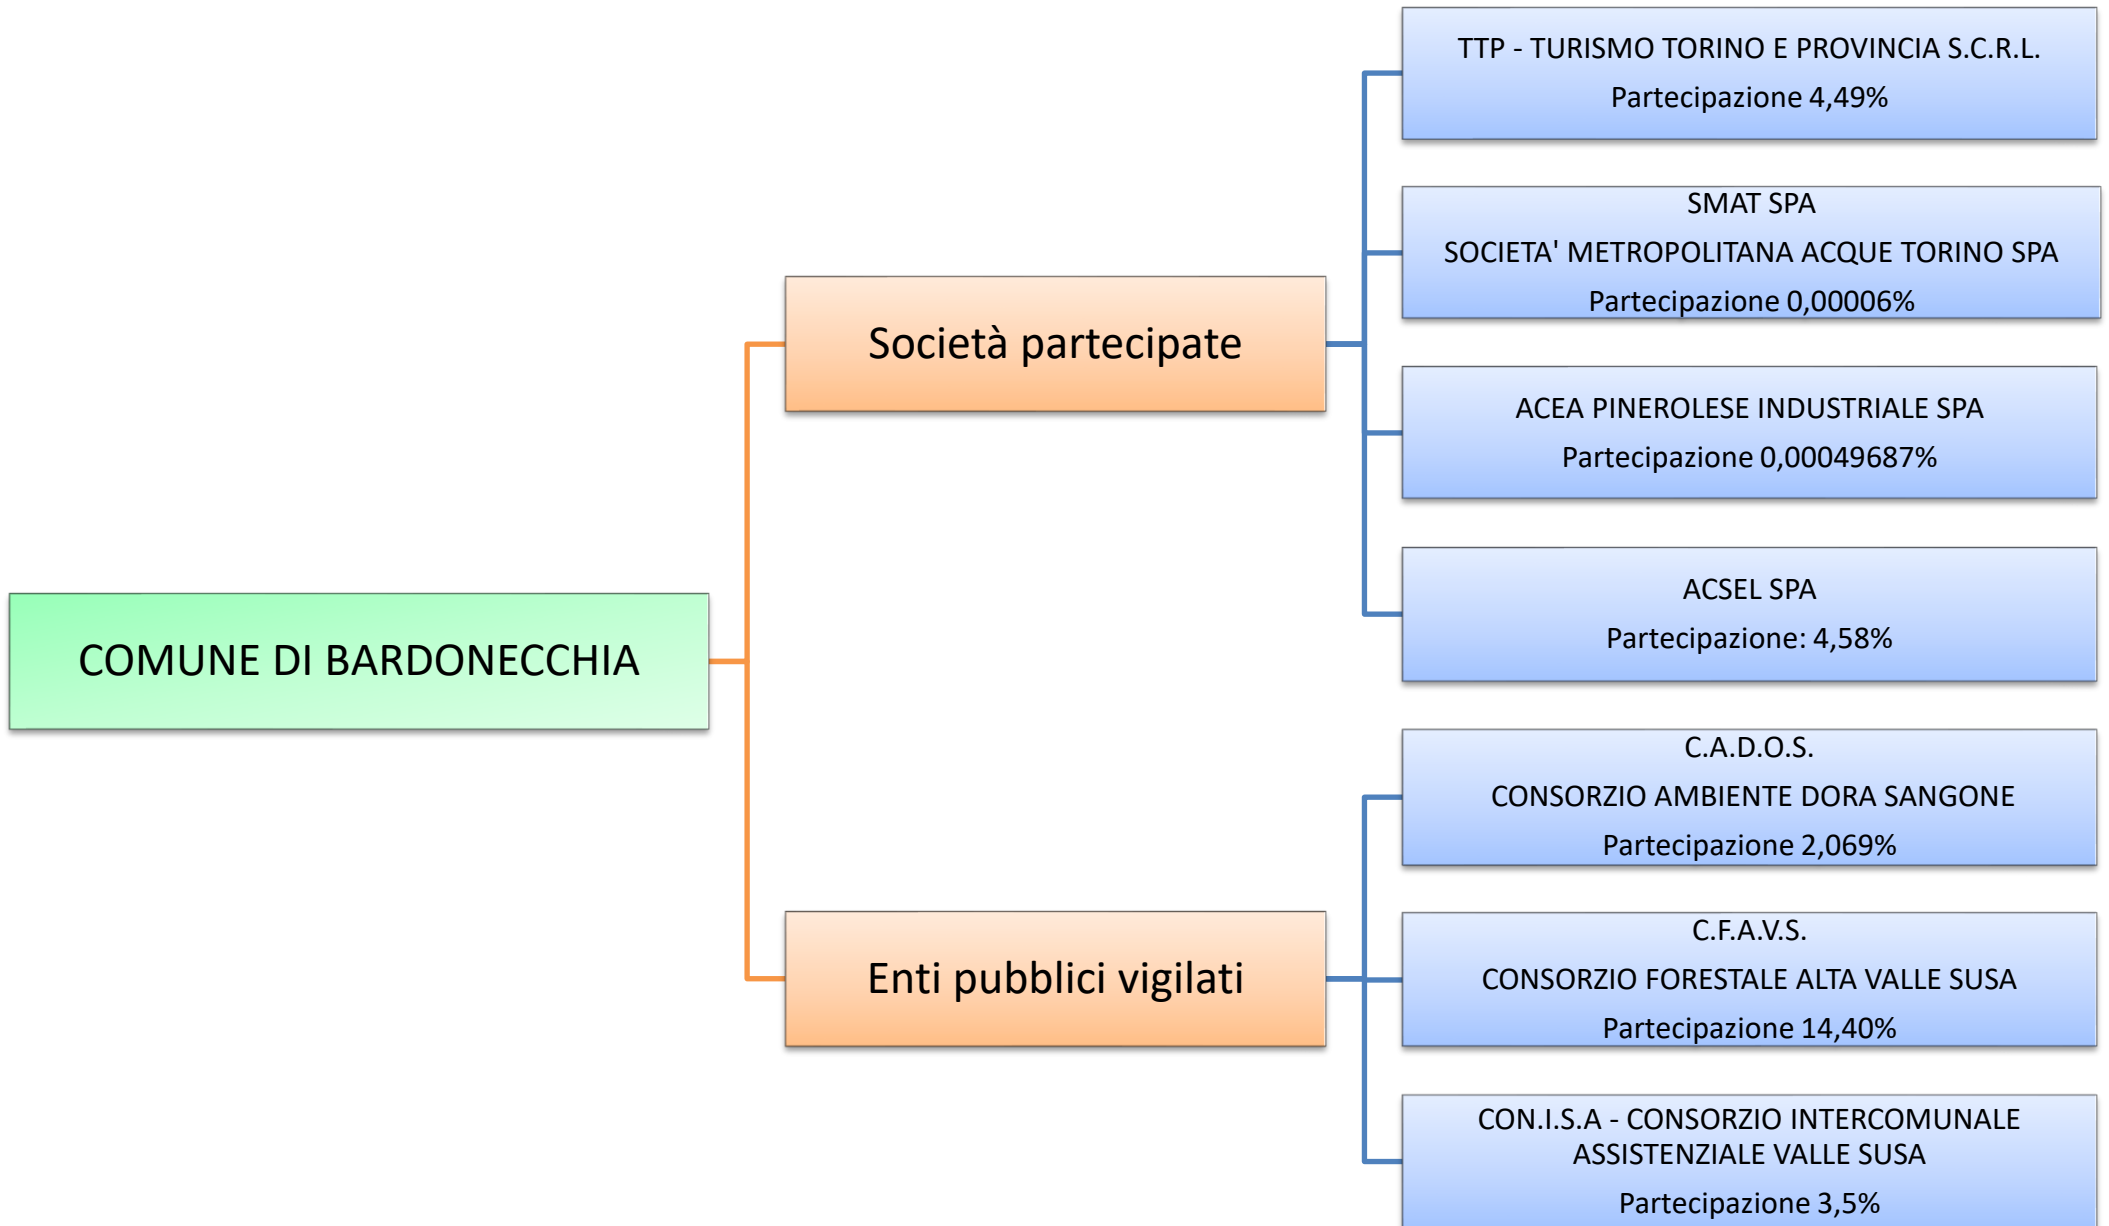 COMUNE DI BARDONECCHIA
Società partecipate
TTP - TURISMO TORINO E PROVINCIA S.C.R.L.
Partecipazione 4,49%
SMAT SPA
SOCIETA' METROPOLITANA ACQUE TORINO SPA
Partecipazione 0,00006%
ACEA PINEROLESE INDUSTRIALE SPA
Partecipazione 0,00049687%
ACSEL SPA
Partecipazione: 4,58%
Enti pubblici vigilati
C.A.D.O.S.
CONSORZIO AMBIENTE DORA SANGONE
Partecipazione 2,069%
C.F.A.V.S.
CONSORZIO FORESTALE ALTA VALLE SUSA
Partecipazione 14,40%
CON.I.S.A - CONSORZIO INTERCOMUNALE
ASSISTENZIALE VALLE SUSA
Partecipazione 3,5%